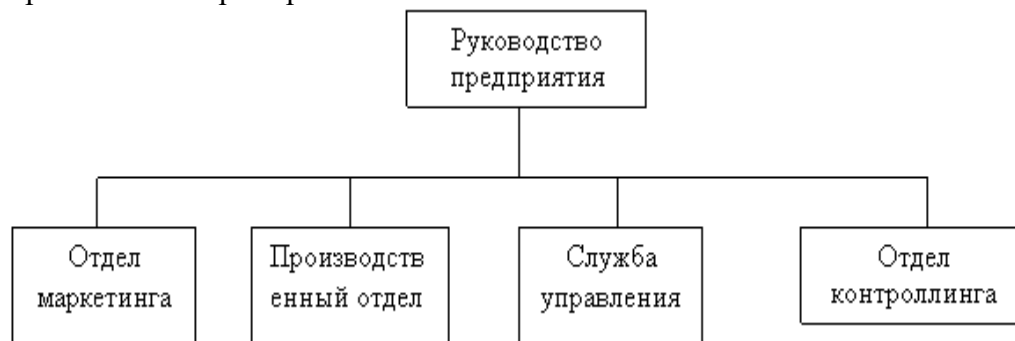 Руководство
предприятия
Отдел
маркетинга
Производств
енный отдел
Служба
управления
Отдел
контроллинга